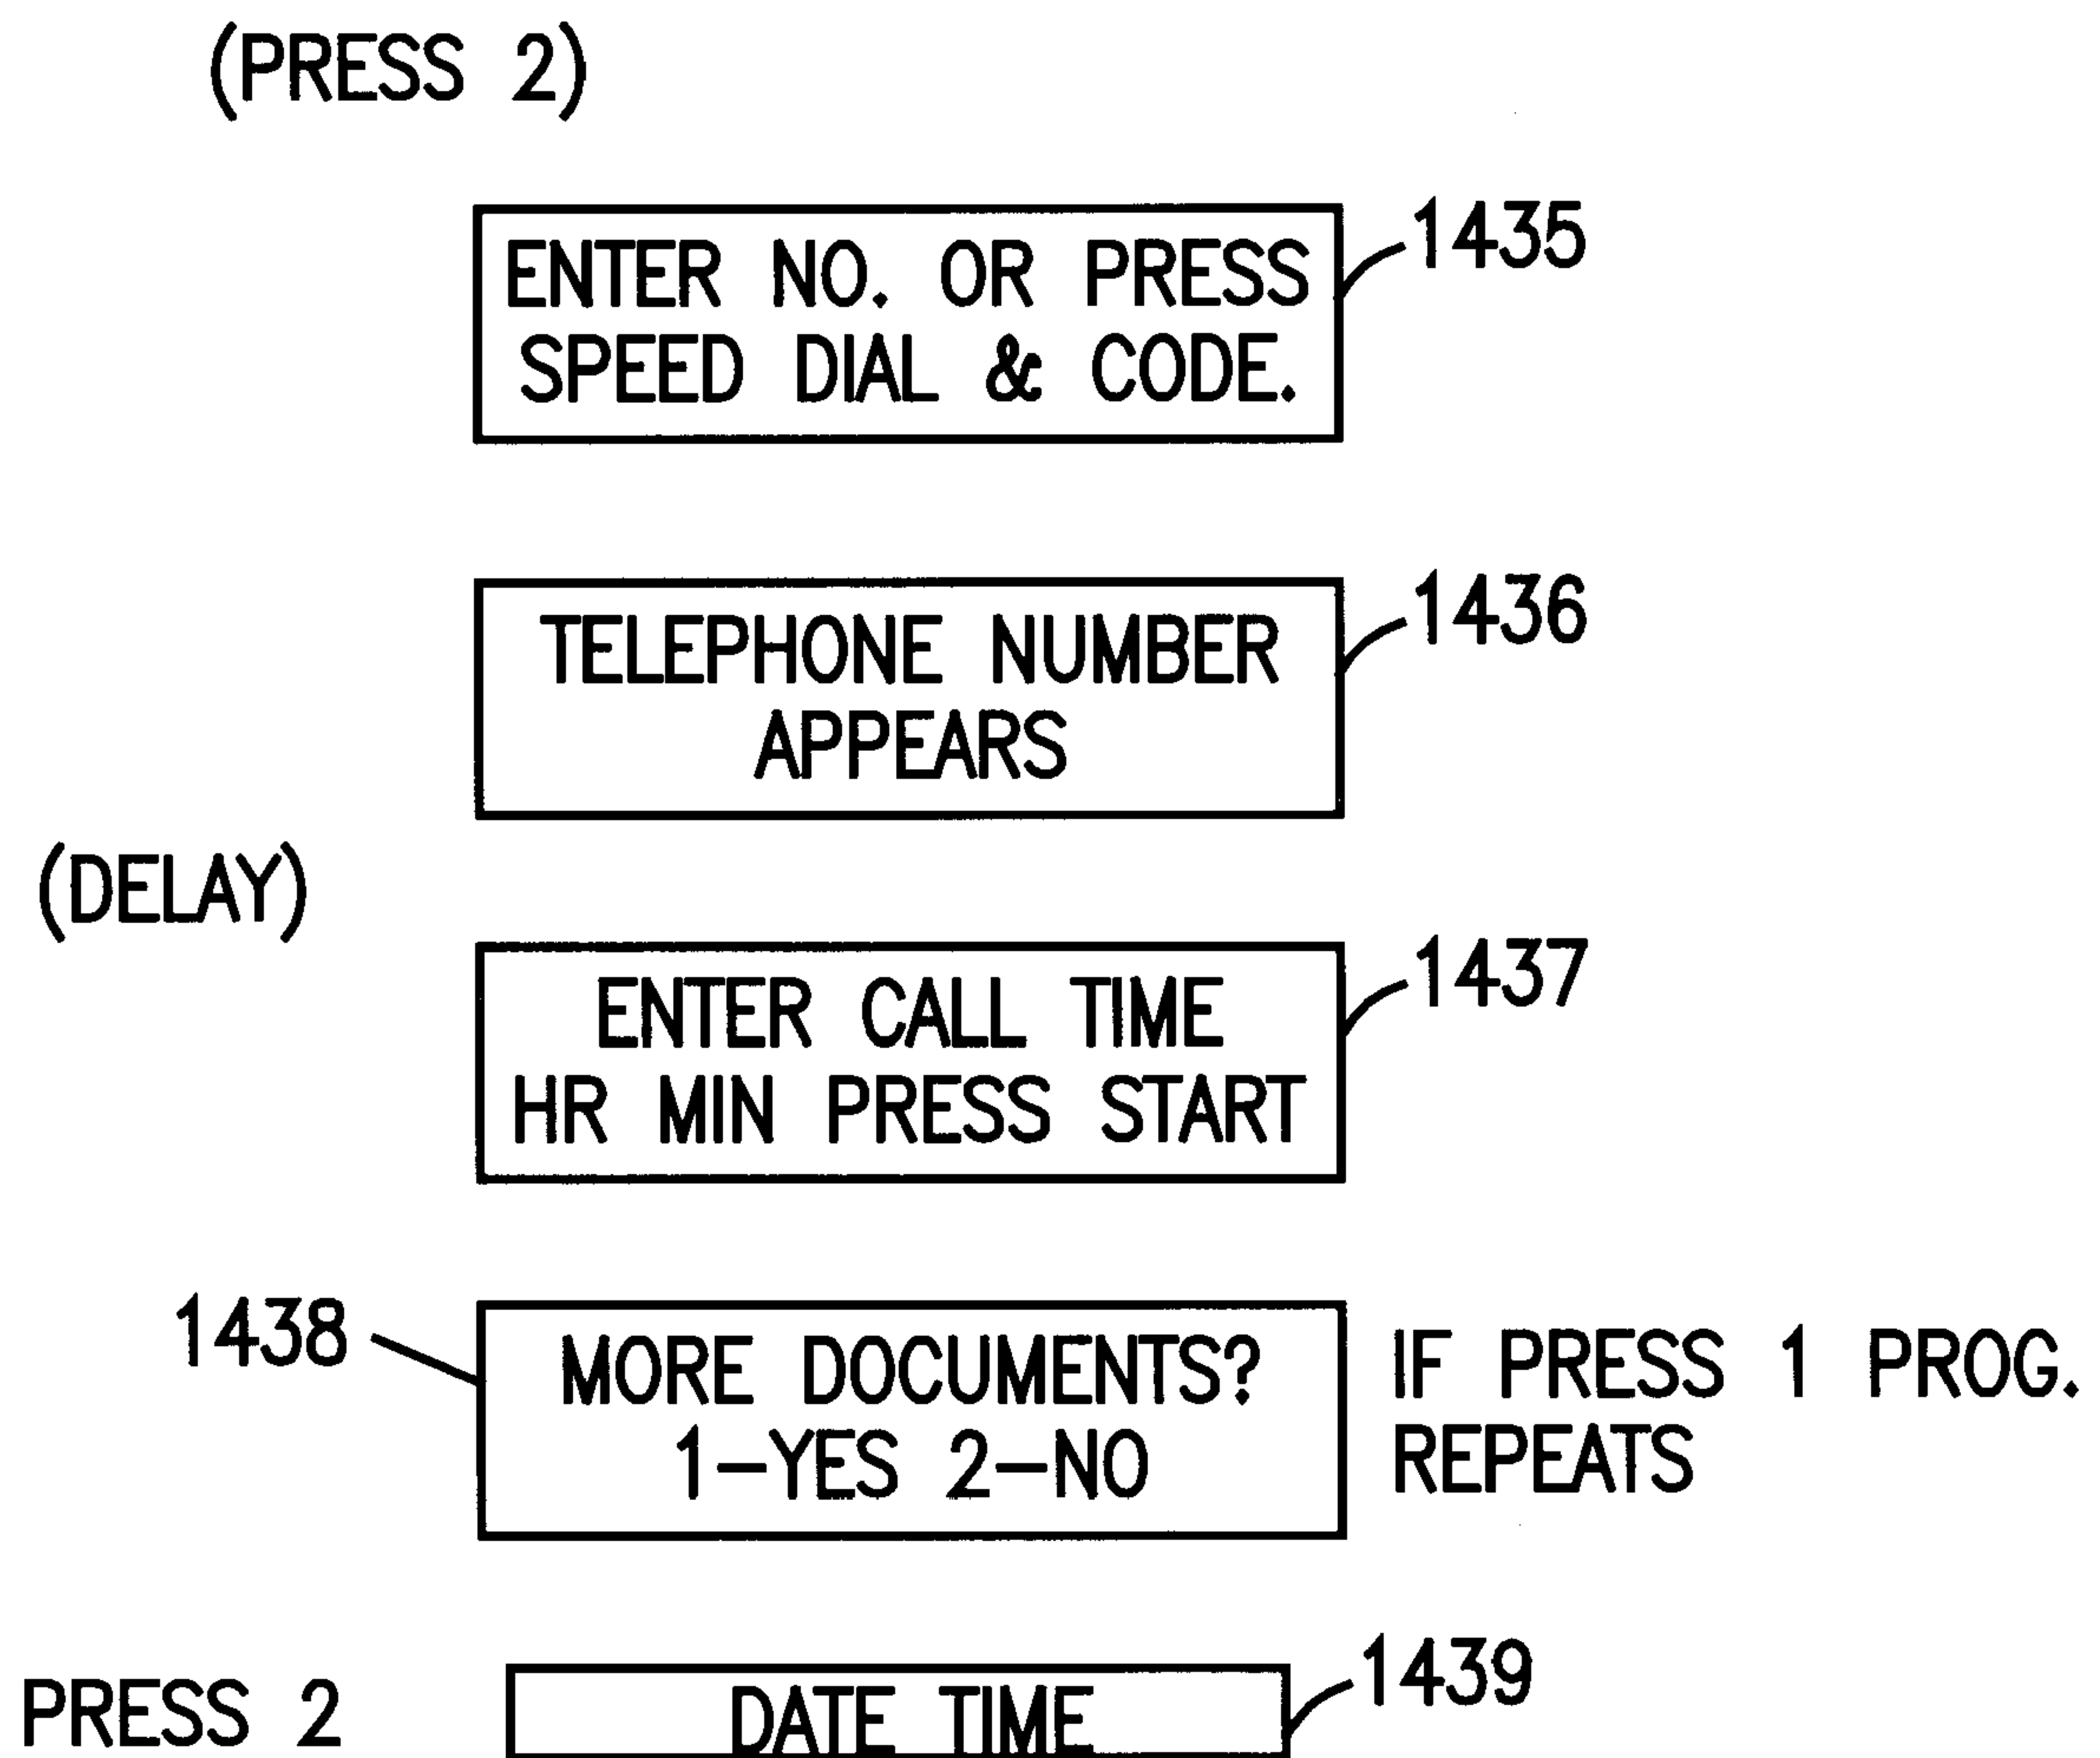 (PRESS 2)
1435
ENTER NO. OR PRESS
SPEED DIAL & CODE.
1436
TELEPHONE NUMBER
APPEARS
(DELAY)
1437
ENTER CALL TIME
HR MIN PRESS START
1438
MORE DOCUMENTS?
1-YES 2-NO
IF PRESS 1 PROG.
REPEATS
1439
PRESS 2
DATE TIME